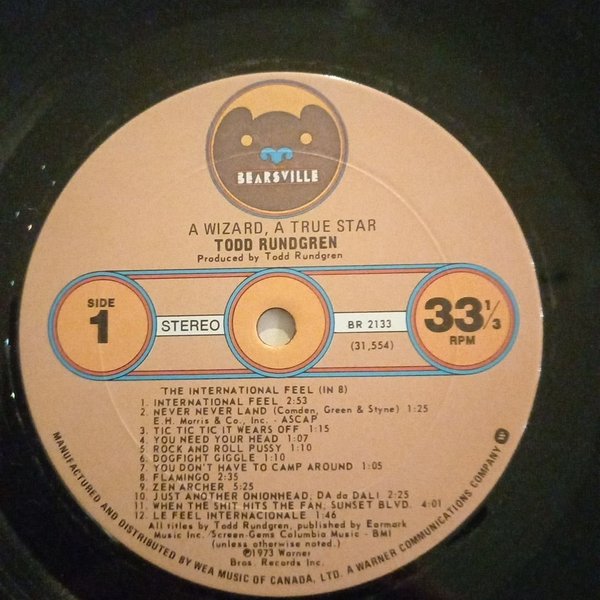 BEARSVILLE
A WIZARD, A TRUE STAR
TODD RUNDGREN
Produced by Todd Rundgren
SIDE
1
STEREO
BR 2133
(31,554)
33 1/3
RPM
THE INTERNATIONAL FEEL (IN 8)
1. INTERNATIONAL FEEL 2:53
2. NEVER NEVER LAND (Comden, Green & Styne) 1:25
E.H. Morris & Co., Inc. - ASCAP
3. TIC TIC TIC IT WEARS OFF 1:15
4. YOU NEED YOUR HEAD 1:07
5. ROCK AND ROLL PUSSY 1:10
6. DOGFIGHT GIGGLE 1:10
7. YOU DON'T HAVE TO CAMP AROUND 1:05
8. FLAMINGO 2:35
9. ZEN ARCHER 5:25
10. JUST ANOTHER ONIONHEAD, DA da DALI 2:25
11. WHEN THE SHIT HITS THE FAN, SUNSET BLVD. 4:01
12. LE FEEL INTERNACIONALE 1:46
All titles by Todd Rundgren, published by Earmark
Music Inc./Screen-Gems Columbia Music - BMI
(unless otherwise noted.)
℗1973 Warner
Bros. Records Inc.
MANUFACTURED AND DISTRIBUTED BY WEA MUSIC OF CANADA, LTD. A WARNER COMMUNICATIONS COMPANY